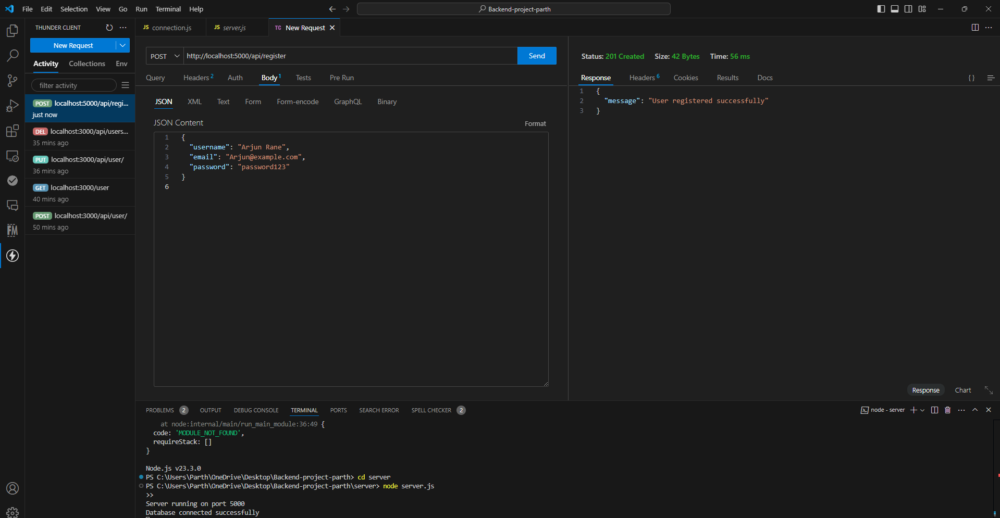 File Edit Selection View Go Run Terminal Help
Backend-project-parth
THUNDER CLIENT
New Request
Activity Collections Env
filter activity
POST localhost:5000/api/regi...
just now
DEL localhost:3000/api/users...
35 mins ago
PUT localhost:3000/api/user/
36 mins ago
GET localhost:3000/user
40 mins ago
POST localhost:3000/api/user/
50 mins ago
FM
JS connection.js JS server.js TC New Request
POST http://localhost:5000/api/register Send
Query Headers 2 Auth Body 1 Tests Pre Run
JSON XML Text Form Form-encode GraphQL Binary
JSON Content Format
1 {
2 "username": "Arjun Rane",
3 "email": "Arjun@example.com",
4 "password": "password123"
5 }
6
Status: 201 Created Size: 42 Bytes Time: 56 ms
Response Headers 6 Cookies Results Docs { }
1 {
2 "message": "User registered successfully"
3 }
Response Chart
PROBLEMS 2 OUTPUT DEBUG CONSOLE TERMINAL PORTS SEARCH ERROR SPELL CHECKER 2 node - server
at node:internal/main/run_main_module:36:49 {
code: 'MODULE_NOT_FOUND',
requireStack: []
}
Node.js v23.3.0
PS C:\Users\Parth\OneDrive\Desktop\Backend-project-parth> cd server
PS C:\Users\Parth\OneDrive\Desktop\Backend-project-parth\server> node server.js
>>
Server running on port 5000
Database connected successfully